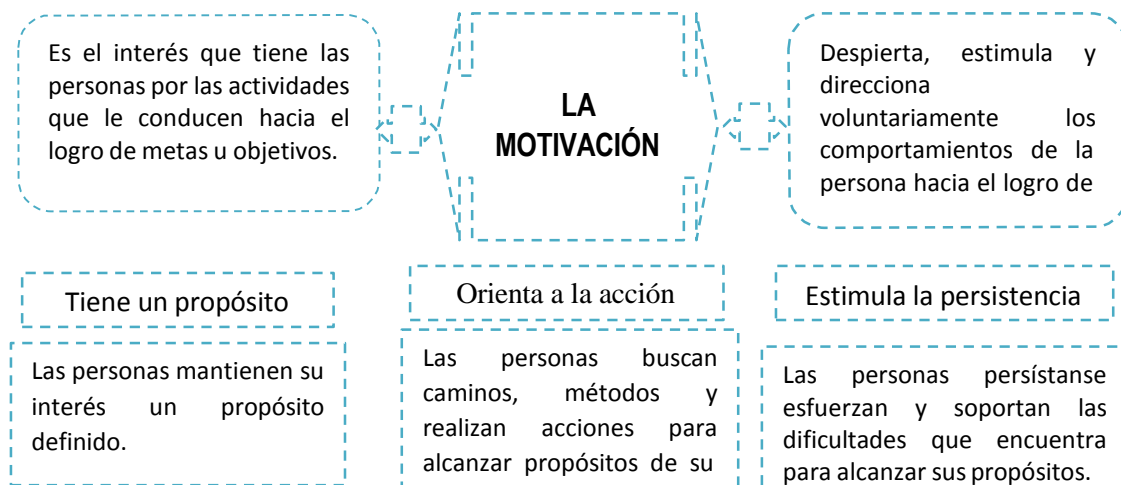 Es el interés que tiene las
personas por las actividades
que le conducen hacia el
logro de metas u objetivos.
LA
MOTIVACIÓN
Despierta, estimula y
direcciona
voluntariamente los
comportamientos de la
persona hacia el logro de
Tiene un propósito
Las personas mantienen su
interés un propósito
definido.
Orienta a la acción
Las personas buscan
caminos, métodos y
realizan acciones para
alcanzar propósitos de su
Estimula la persistencia
Las personas persístanse
esfuerzan y soportan las
dificultades que encuentra
para alcanzar sus propósitos.